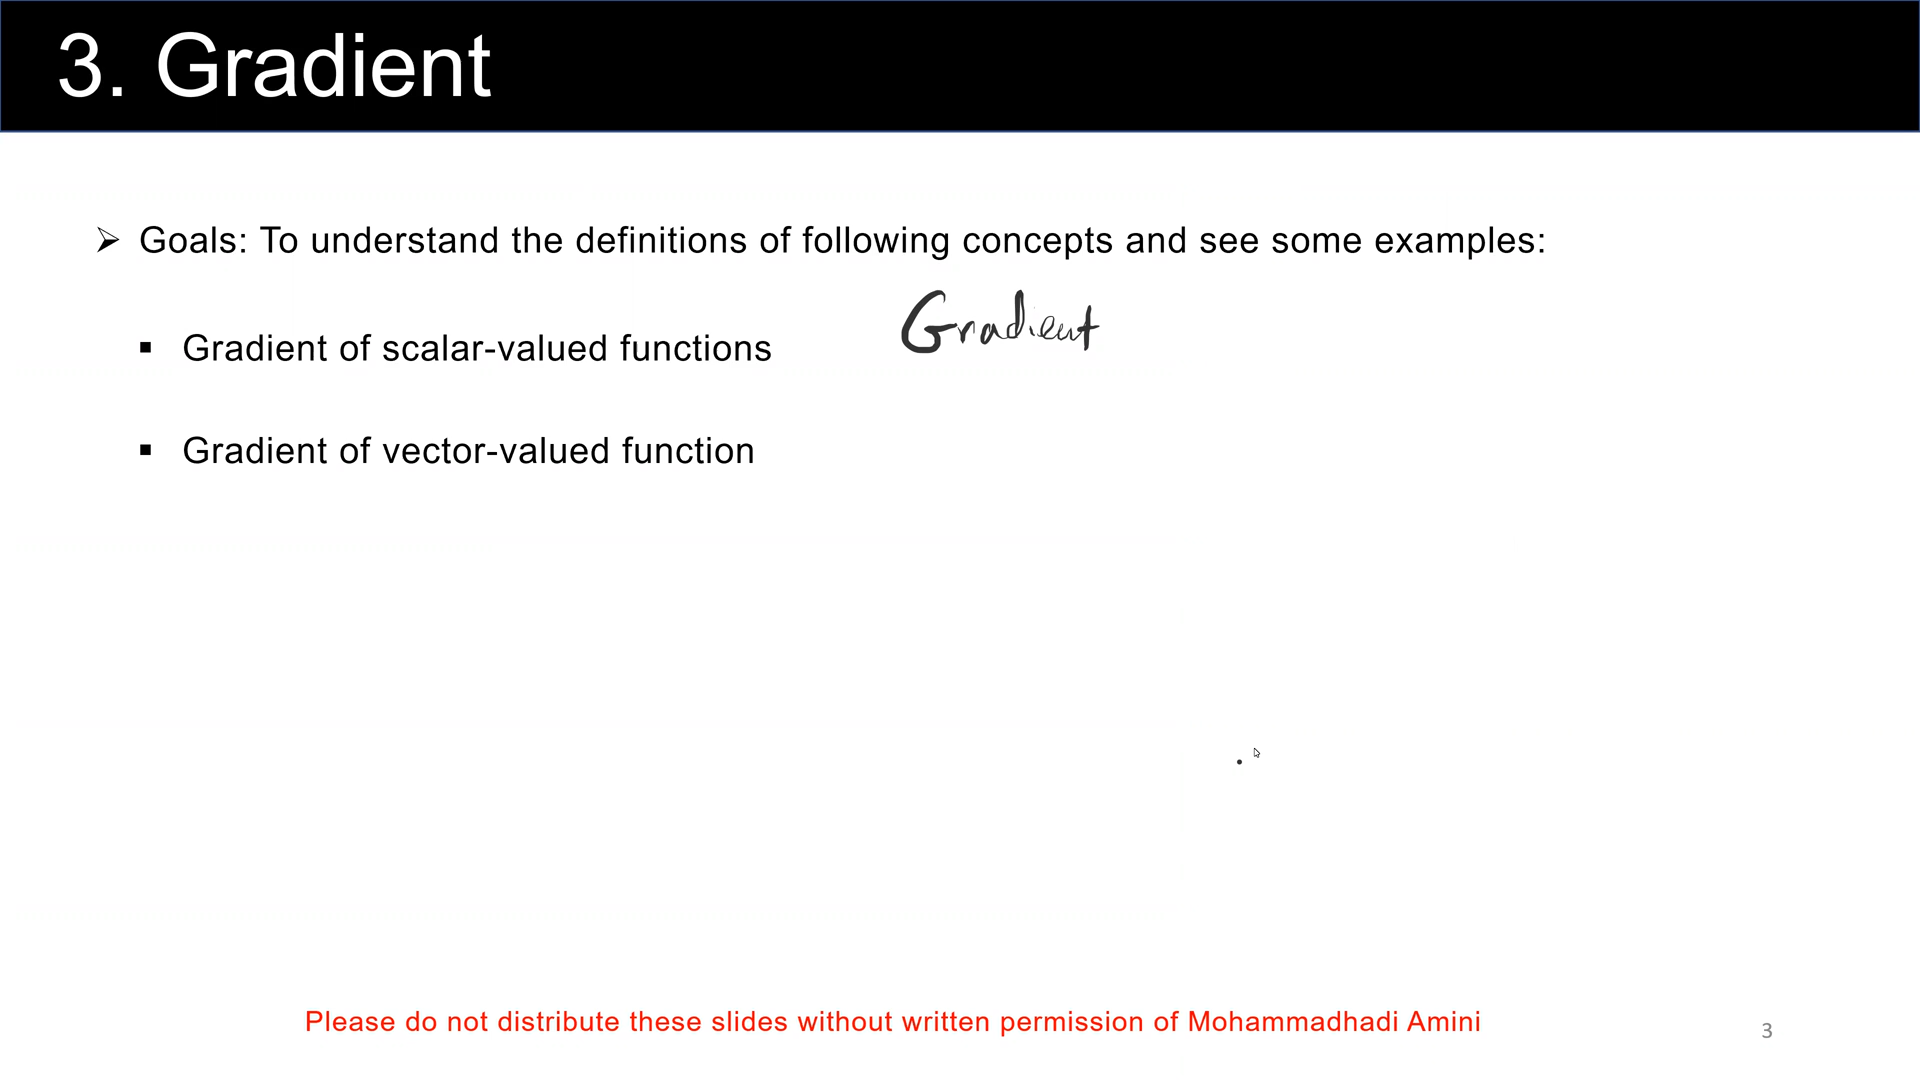 3. Gradient
Goals: To understand the definitions of following concepts and see some examples:
Gradient
Gradient of scalar-valued functions
Gradient of vector-valued function
Please do not distribute these slides without written permission of Mohammadhadi Amini
3